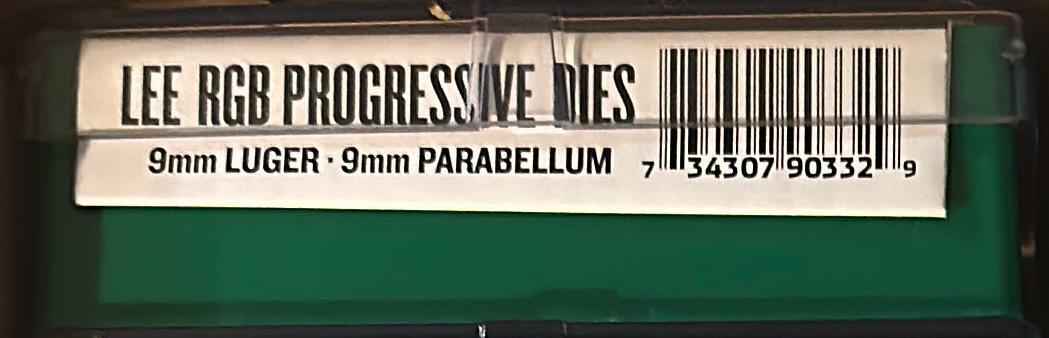 LEE RGB PROGRESSIVE DIES
9mm LUGER · 9mm PARABELLUM
7 34307 90332 9